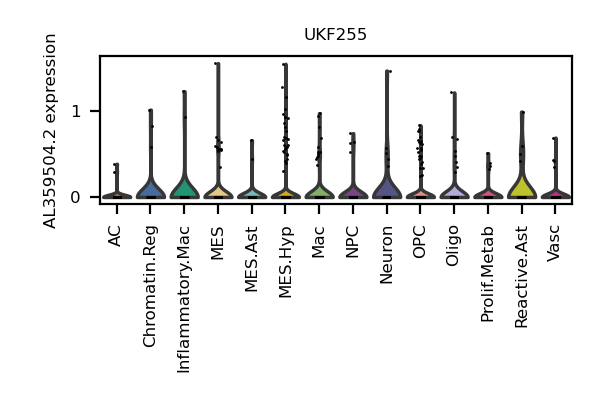 UKF255
AL359504.2 expression
1
0
AC
Chromatin.Reg
Inflammatory.Mac
MES
MES.Ast
MES.Hyp
Mac
NPC
Neuron
OPC
Oligo
Prolif.Metab
Reactive.Ast
Vasc